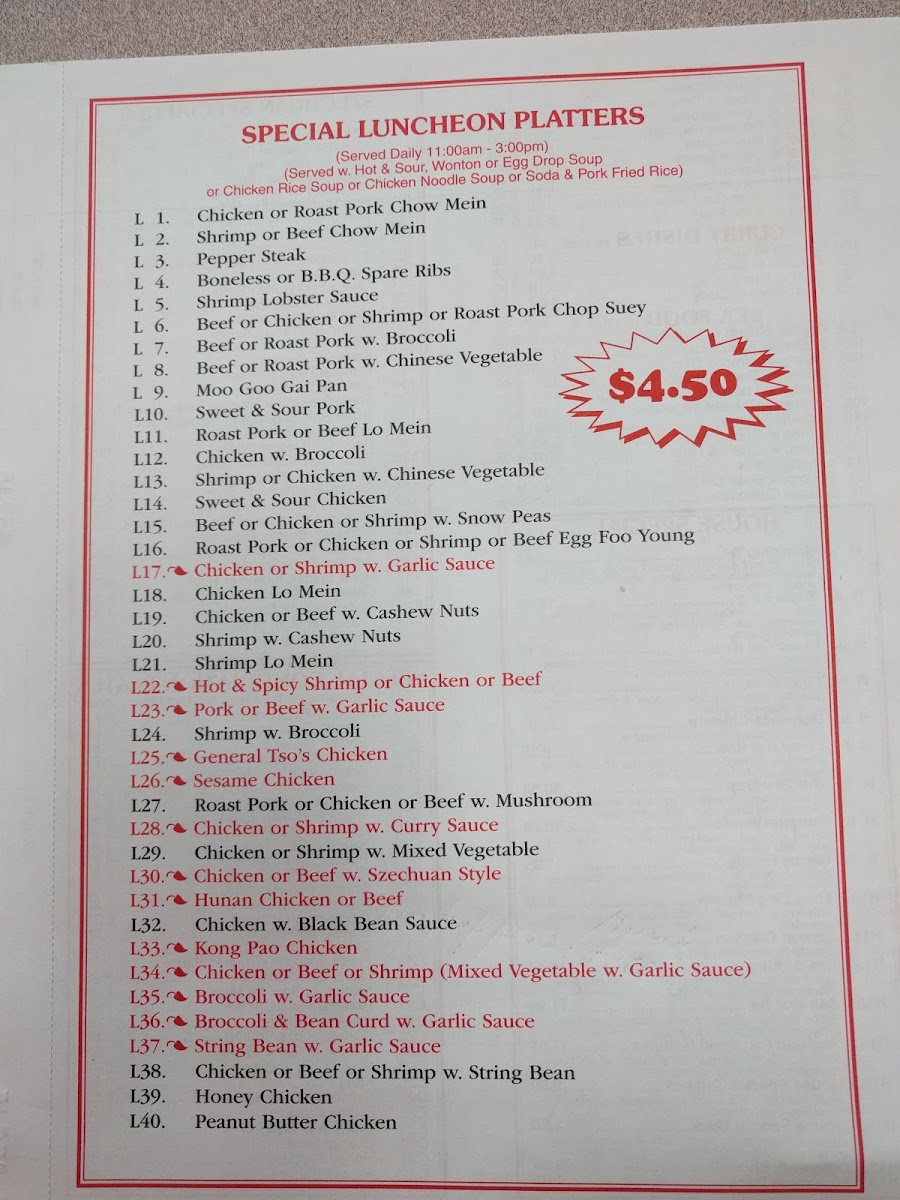 SPECIAL LUNCHEON PLATTERS
(Served Daily 11:00am - 3:00pm)
(Served w. Hot & Sour, Wonton or Egg Drop Soup
or Chicken Rice Soup or Chicken Noodle Soup or Soda & Pork Fried Rice)
L 1. Chicken or Roast Pork Chow Mein
L 2. Shrimp or Beef Chow Mein
L 3. Pepper Steak
L 4. Boneless or B.B.Q. Spare Ribs
L 5. Shrimp Lobster Sauce
L 6. Beef or Chicken or Shrimp or Roast Pork Chop Suey
L 7. Beef or Roast Pork w. Broccoli
L 8. Beef or Roast Pork w. Chinese Vegetable
L 9. Moo Goo Gai Pan
$4.50
L10. Sweet & Sour Pork
L11. Roast Pork or Beef Lo Mein
L12. Chicken w. Broccoli
L13. Shrimp or Chicken w. Chinese Vegetable
L14. Sweet & Sour Chicken
L15. Beef or Chicken or Shrimp w. Snow Peas
L16. Roast Pork or Chicken or Shrimp or Beef Egg Foo Young
L17. Chicken or Shrimp w. Garlic Sauce
L18. Chicken Lo Mein
L19. Chicken or Beef w. Cashew Nuts
L20. Shrimp w. Cashew Nuts
L21. Shrimp Lo Mein
L22. Hot & Spicy Shrimp or Chicken or Beef
L23. Pork or Beef w. Garlic Sauce
L24. Shrimp w. Broccoli
L25. General Tso's Chicken
L26. Sesame Chicken
L27. Roast Pork or Chicken or Beef w. Mushroom
L28. Chicken or Shrimp w. Curry Sauce
L29. Chicken or Shrimp w. Mixed Vegetable
L30. Chicken or Beef w. Szechuan Style
L31. Hunan Chicken or Beef
L32. Chicken w. Black Bean Sauce
L33. Kong Pao Chicken
L34. Chicken or Beef or Shrimp (Mixed Vegetable w. Garlic Sauce)
L35. Broccoli w. Garlic Sauce
L36. Broccoli & Bean Curd w. Garlic Sauce
L37. String Bean w. Garlic Sauce
L38. Chicken or Beef or Shrimp w. String Bean
L39. Honey Chicken
L40. Peanut Butter Chicken